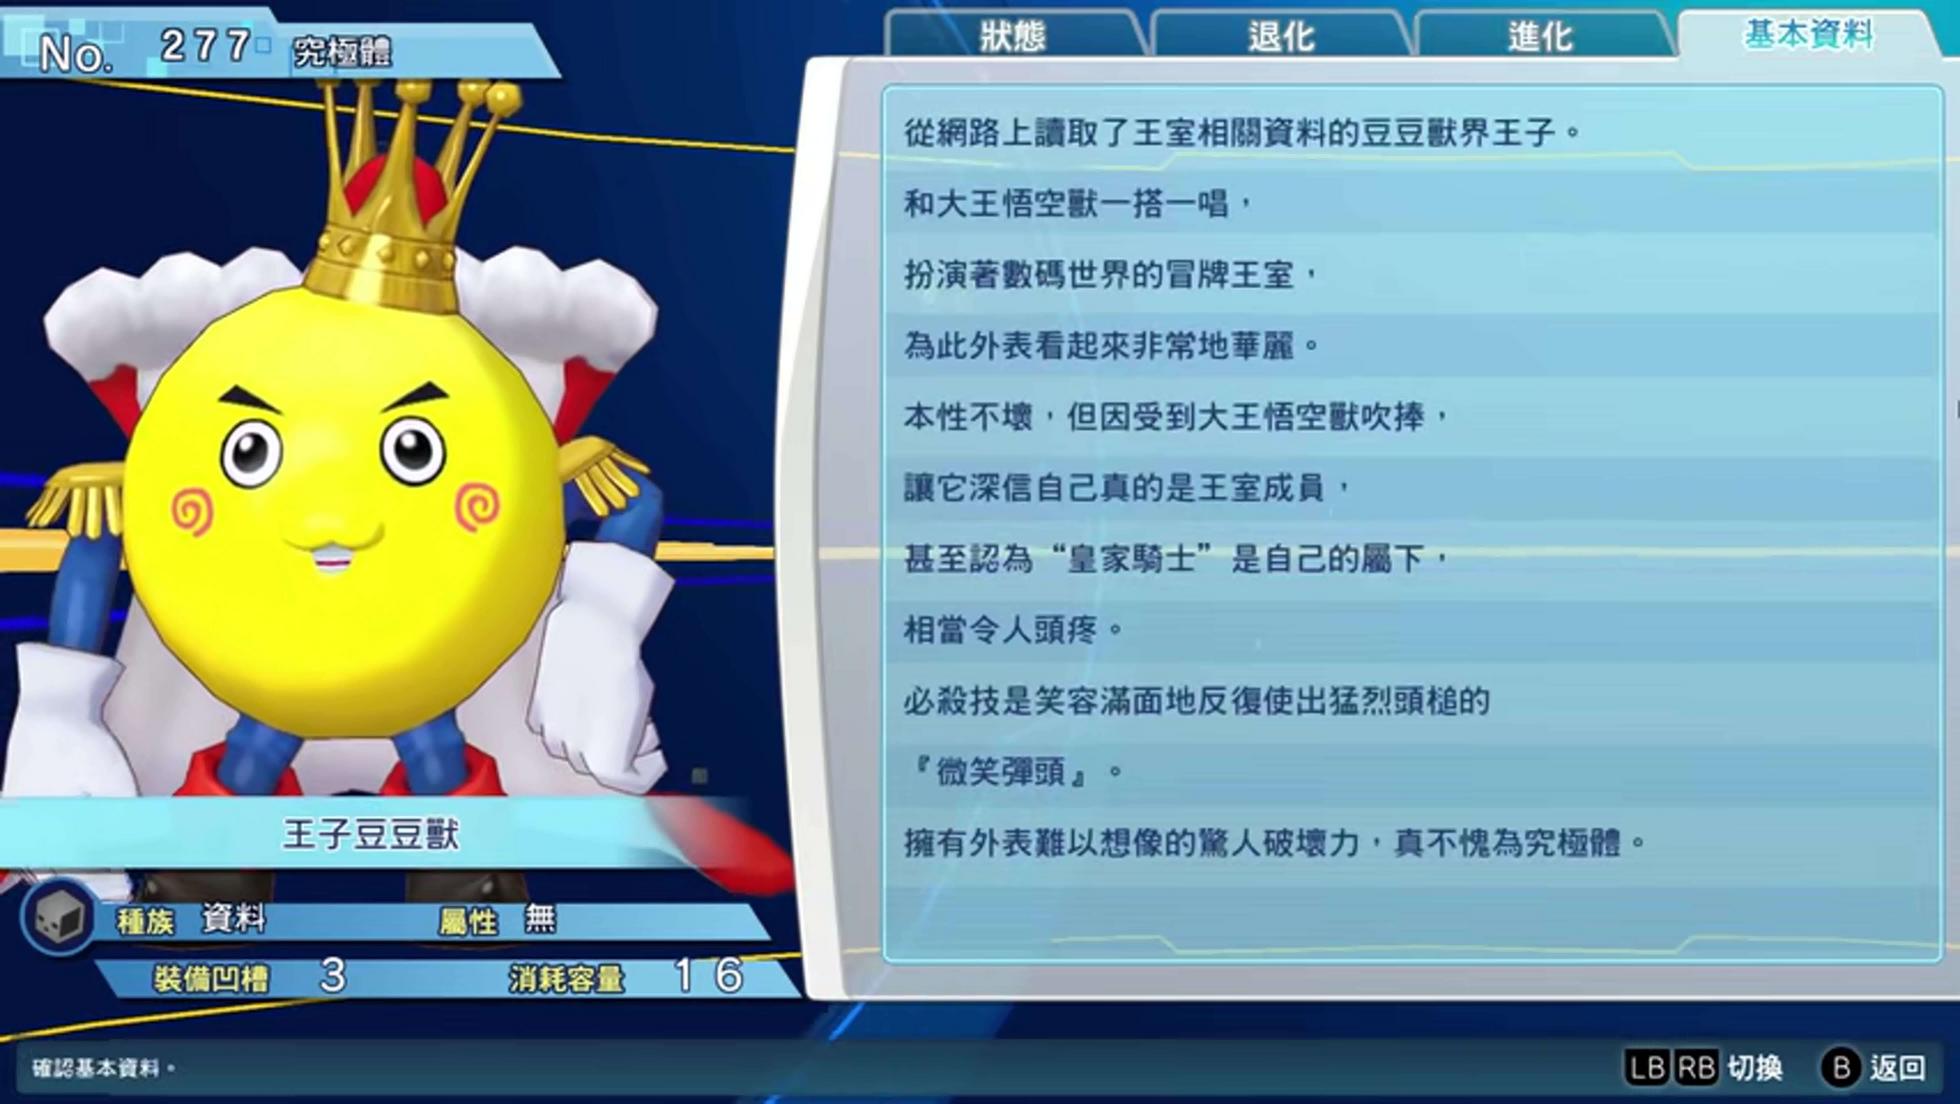 No. 277 究極體
狀態 退化 進化 基本資料
從網路上讀取了王室相關資料的豆豆獸界王子。
和大王悟空獸一搭一唱，
扮演著數碼世界的冒牌王室，
為此外表看起來非常地華麗。
本性不壞，但因受到大王悟空獸吹捧，
讓它深信自己真的是王室成員，
甚至認為“皇家騎士”是自己的屬下，
相當令人頭疼。
必殺技是笑容滿面地反復使出猛烈頭槌的
『微笑彈頭』。
擁有外表難以想像的驚人破壞力，真不愧為究極體。
王子豆豆獸
種族 資料 屬性 無
裝備凹槽 3 消耗容量 16
確認基本資料。
LB RB 切換 B 返回